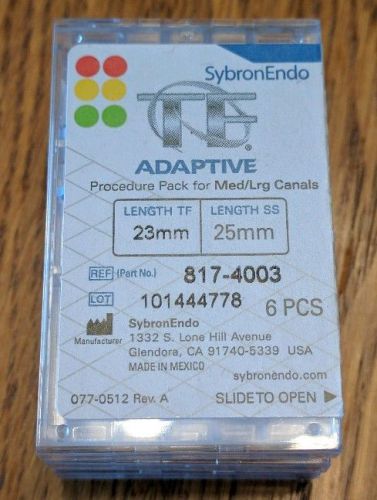 SybronEndo
TF®
ADAPTIVE
Procedure Pack for Med/Lrg Canals
LENGTH TF LENGTH SS
23mm 25mm
REF (Part No.) 817-4003
LOT 101444778 6 PCS
SybronEndo
Manufacturer 1332 S. Lone Hill Avenue
Glendora, CA 91740-5339 USA
MADE IN MEXICO
sybronendo.com
077-0512 Rev. A SLIDE TO OPEN ▶